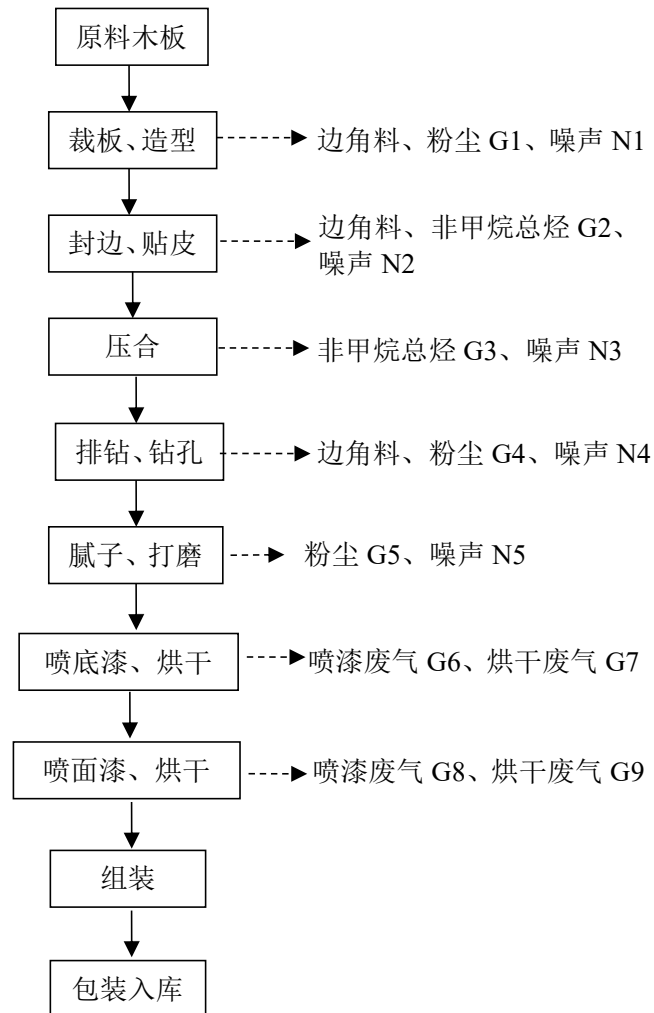 原料木板
裁板、造型
边角料、粉尘 G1、噪声 N1
封边、贴皮
边角料、非甲烷总烃 G2、
噪声 N2
压合
非甲烷总烃 G3、噪声 N3
排钻、钻孔
边角料、粉尘 G4、噪声 N4
腻子、打磨
粉尘 G5、噪声 N5
喷底漆、烘干
喷漆废气 G6、烘干废气 G7
喷面漆、烘干
喷漆废气 G8、烘干废气 G9
组装
包装入库